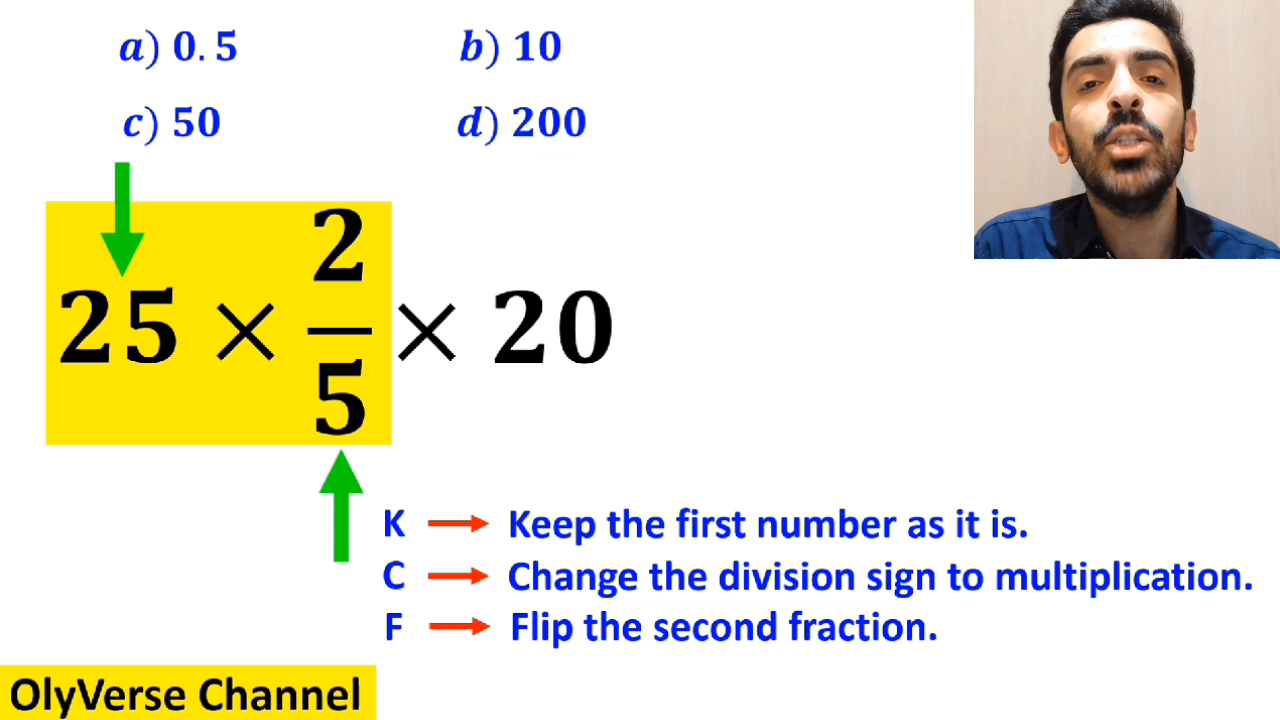 a) 0.5 b) 10
c) 50 d) 200
25 × 2/5 × 20
K → Keep the first number as it is.
C → Change the division sign to multiplication.
F → Flip the second fraction.
OlyVerse Channel